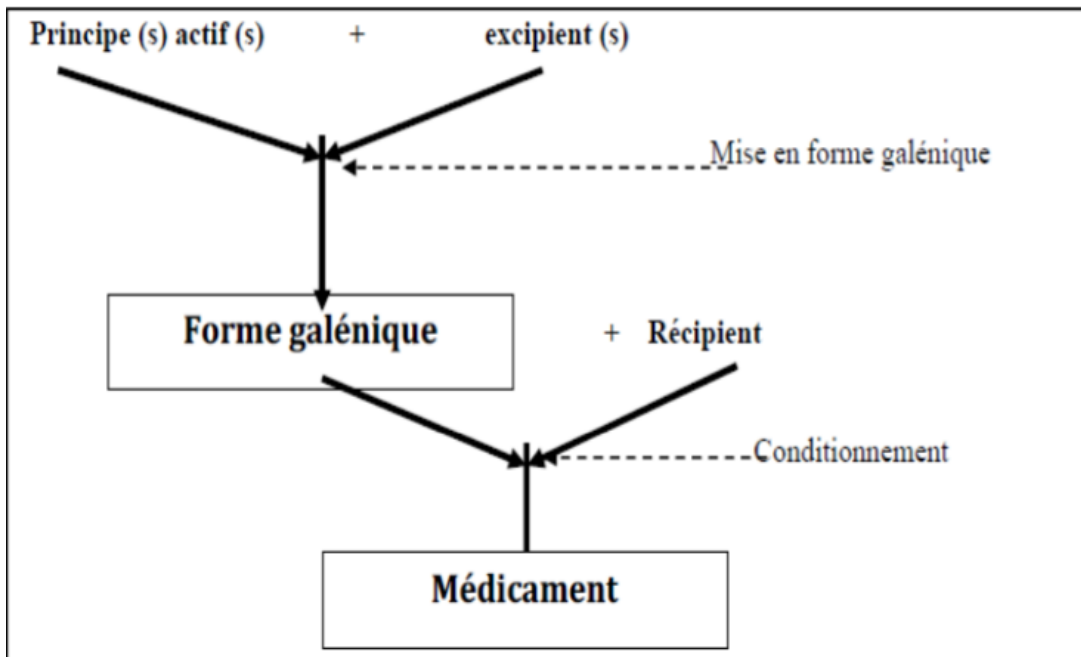 Principe (s) actif (s) + excipient (s)
Mise en forme galénique
Forme galénique + Récipient
Conditionnement
Médicament